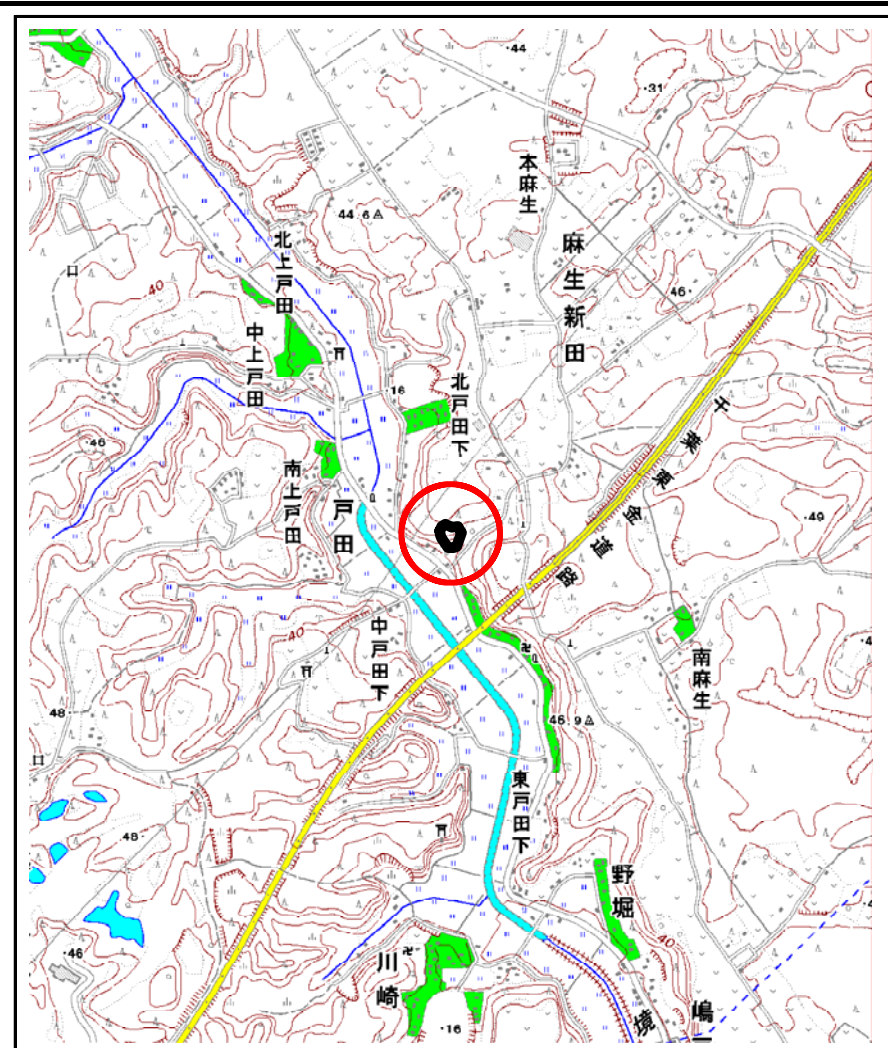 ・44
・31
本麻生
44.6
北上戸田
麻生新田
46・
40
中上戸田
・16
北戸田下
千葉東金道路
・46
南上戸田
戸田
・49
40
中戸田下
南麻生
48
46.9
東戸田下
・48・
野堀
40
川崎
・46
・16
境
嶋